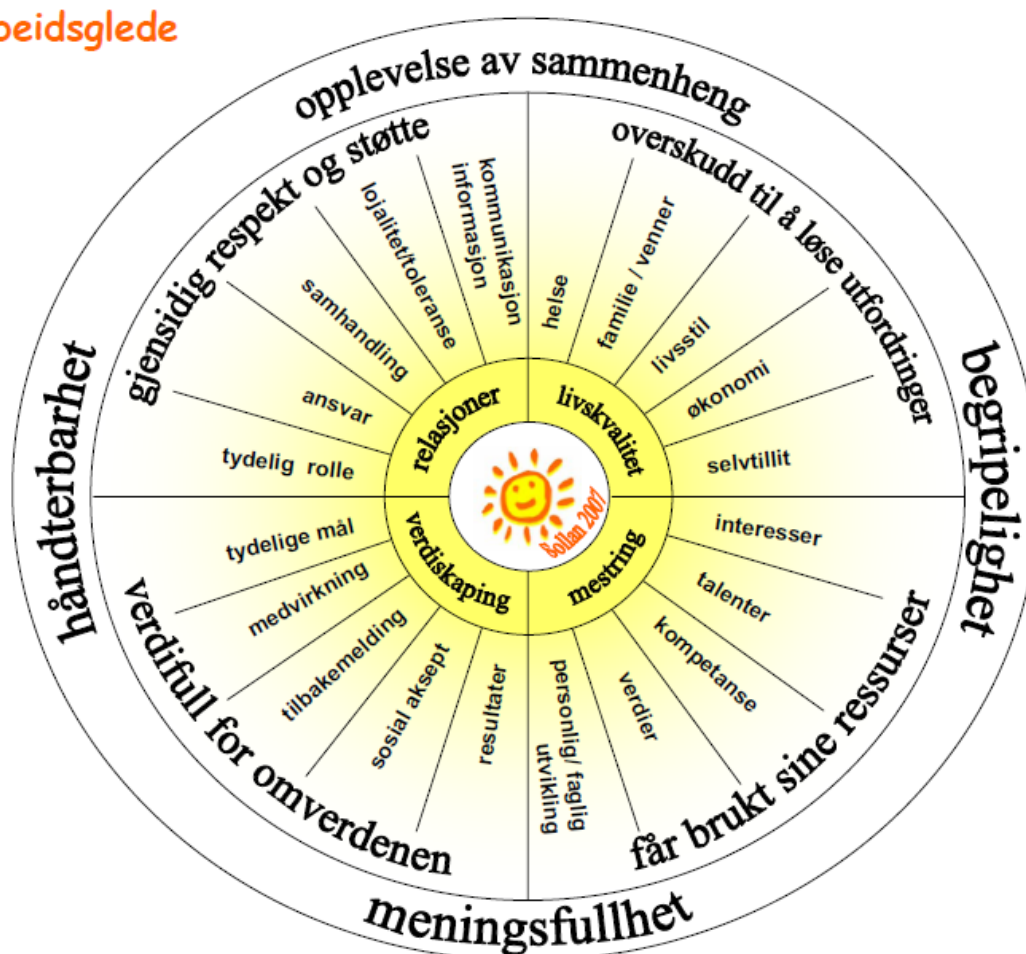 beidsglede
opplevelse av sammenheng
begripelighet
meningsfullhet
håndterbarhet
gjensidig respekt og støtte
overskudd til å løse utfordringer
får brukt sine ressurser
verdifull for omverdenen
relasjoner
livskvalitet
mestring
verdiskaping
Bollan 2007
tydelig rolle
ansvar
samhandling
lojalitet/toleranse
kommunikasjon
informasjon
helse
familie / venner
livsstil
økonomi
selvtillit
interesser
talenter
kompetanse
verdier
personlig/ faglig
utvikling
resultater
sosial aksept
tilbakemelding
medvirkning
tydelige mål